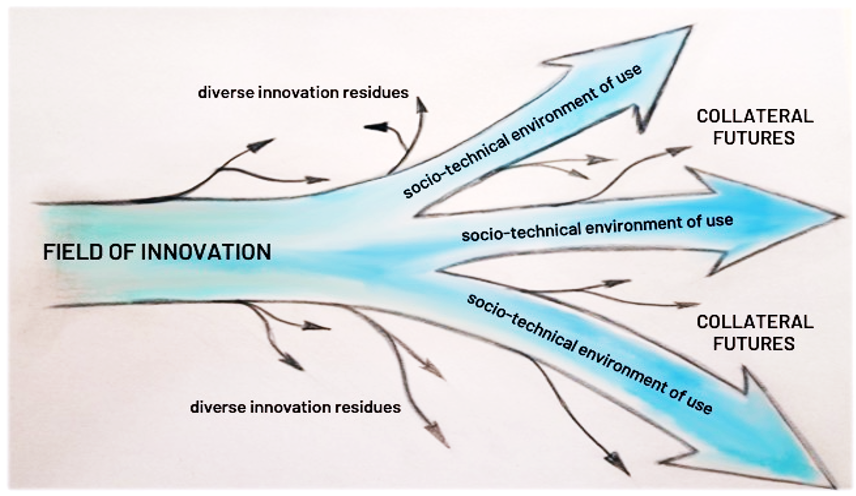 diverse innovation residues
COLLATERAL
FUTURES
socio-technical environment of use
socio-technical environment of use
FIELD OF INNOVATION
socio-technical environment of use
COLLATERAL
FUTURES
diverse innovation residues